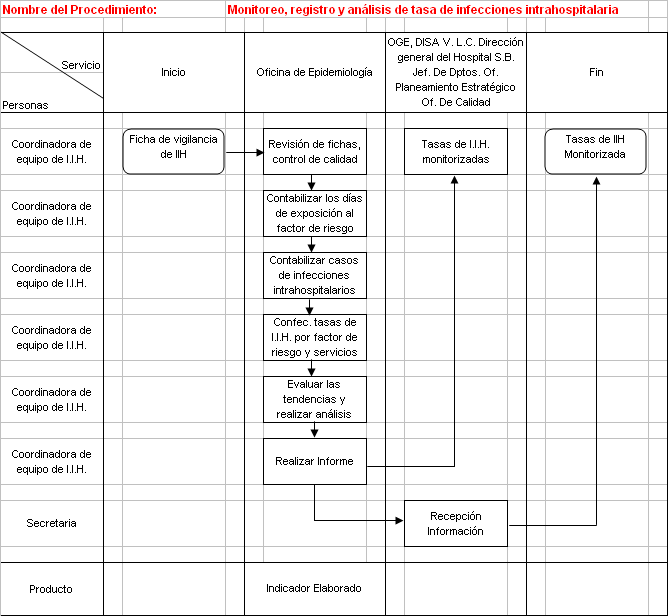 Nombre del Procedimiento: Monitoreo, registro y análisis de tasa de infecciones intrahospitalaria
Servicio
Personas
Inicio
Oficina de Epidemiología
OGE, DISA V. L.C. Dirección
general del Hospital S.B.
Jef. De Dptos. Of.
Planeamiento Estratégico
Of. De Calidad
Fin
Coordinadora de
equipo de I.I.H.
Ficha de vigilancia
de IIH
Revisión de fichas,
control de calidad
Tasas de I.I.H.
monitorizadas
Tasas de IIH
Monitorizada
Coordinadora de
equipo de I.I.H.
Contabilizar los días
de exposición al
factor de riesgo
Coordinadora de
equipo de I.I.H.
Contabilizar casos
de infecciones
intrahospitalarios
Coordinadora de
equipo de I.I.H.
Confec. tasas de
I.I.H. por factor de
riesgo y servicios
Coordinadora de
equipo de I.I.H.
Evaluar las
tendencias y
realizar análisis
Coordinadora de
equipo de I.I.H.
Realizar Informe
Secretaria
Recepción
Información
Producto
Indicador Elaborado